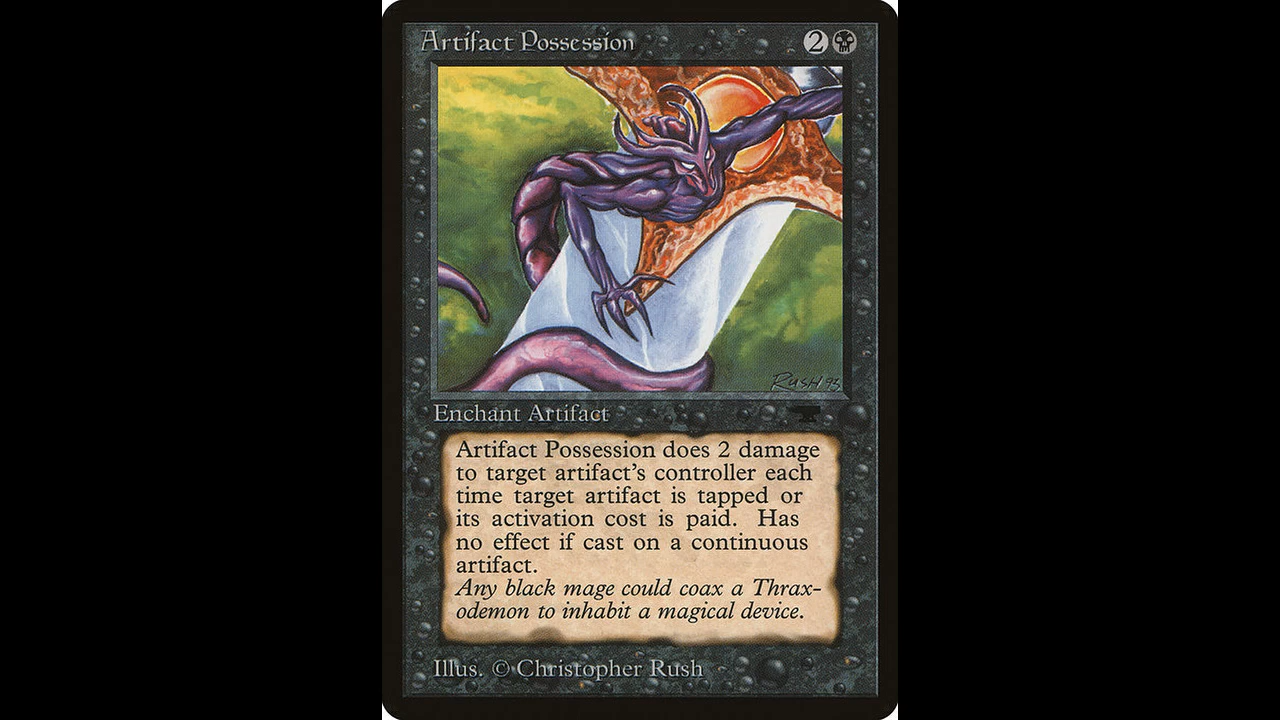 Artifact Possession 2
RUSH 93
Enchant Artifact
Artifact Possession does 2 damage
to target artifact's controller each
time target artifact is tapped or
its activation cost is paid. Has
no effect if cast on a continuous
artifact.
Any black mage could coax a Thrax-
odemon to inhabit a magical device.
Illus. © Christopher Rush